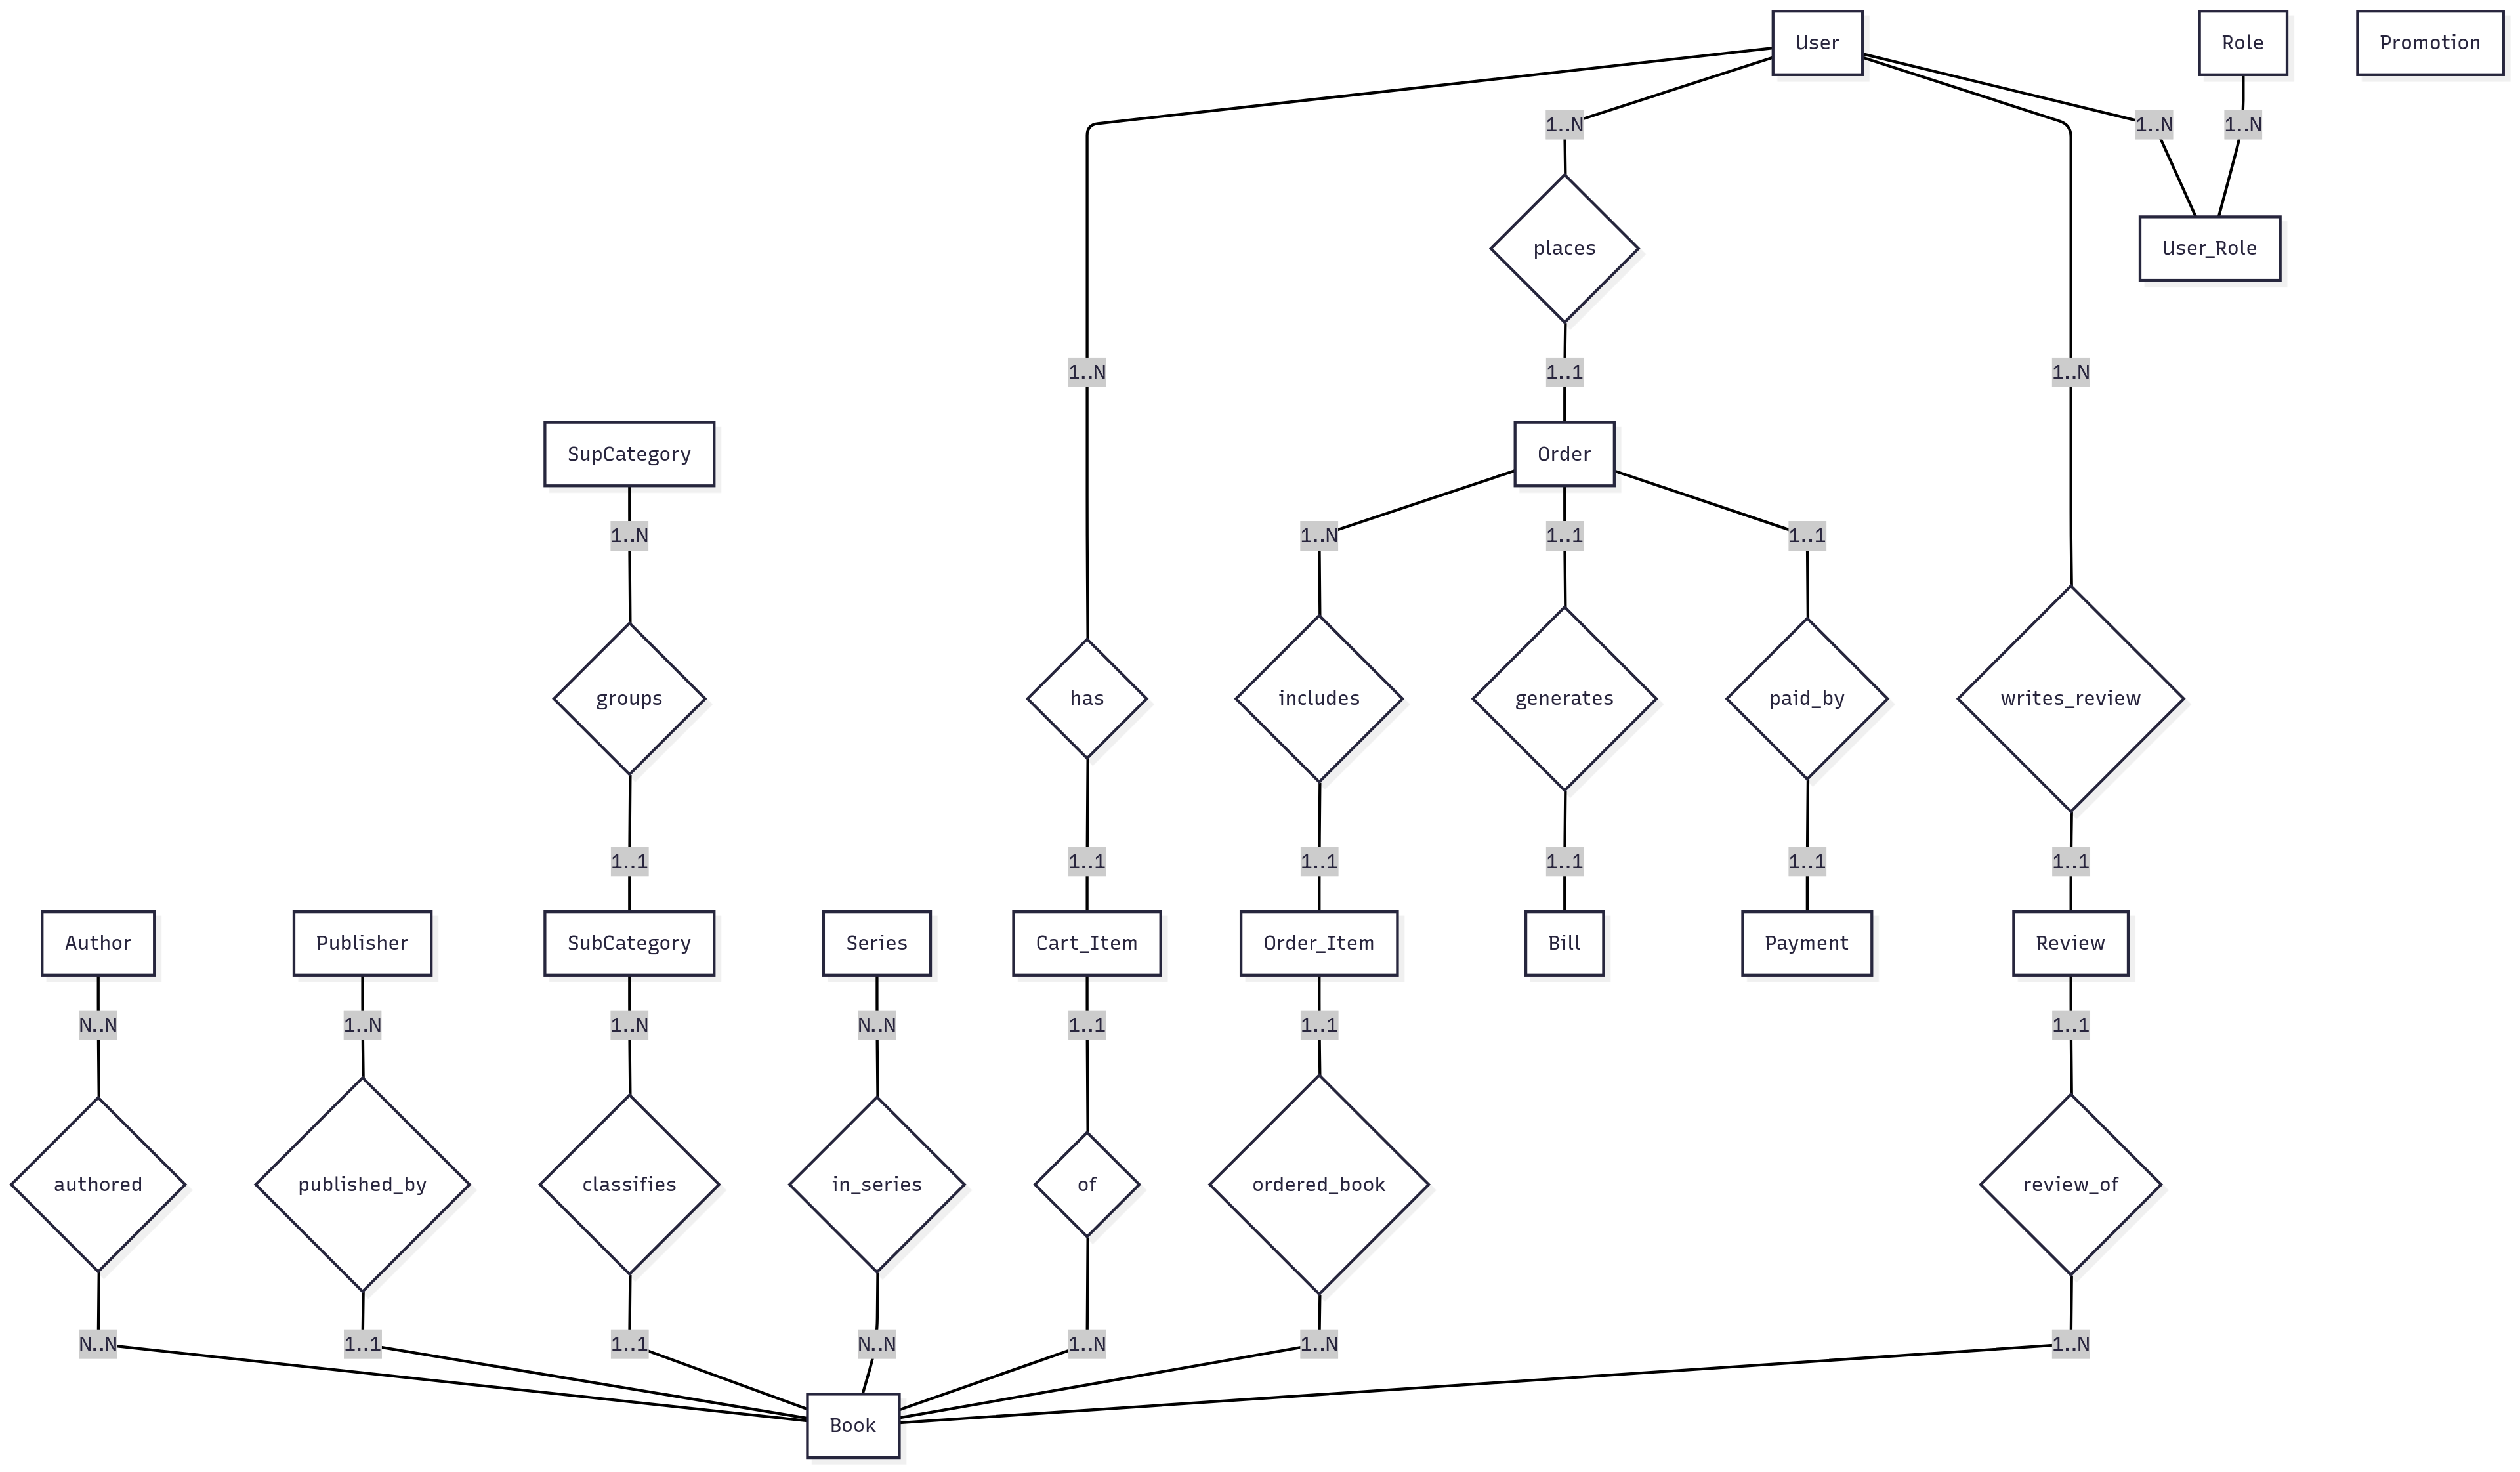 User
Role
Promotion
1..N
1..N
1..N
places
User_Role
1..N
1..1
1..N
SupCategory
Order
1..N
1..N
1..1
1..1
groups
has
includes
generates
paid_by
writes_review
1..1
1..1
1..1
1..1
1..1
1..1
Author
Publisher
SubCategory
Series
Cart_Item
Order_Item
Bill
Payment
Review
N..N
1..N
1..N
N..N
1..1
1..1
1..1
authored
published_by
classifies
in_series
of
ordered_book
review_of
N..N
1..1
1..1
N..N
1..N
1..N
1..N
Book